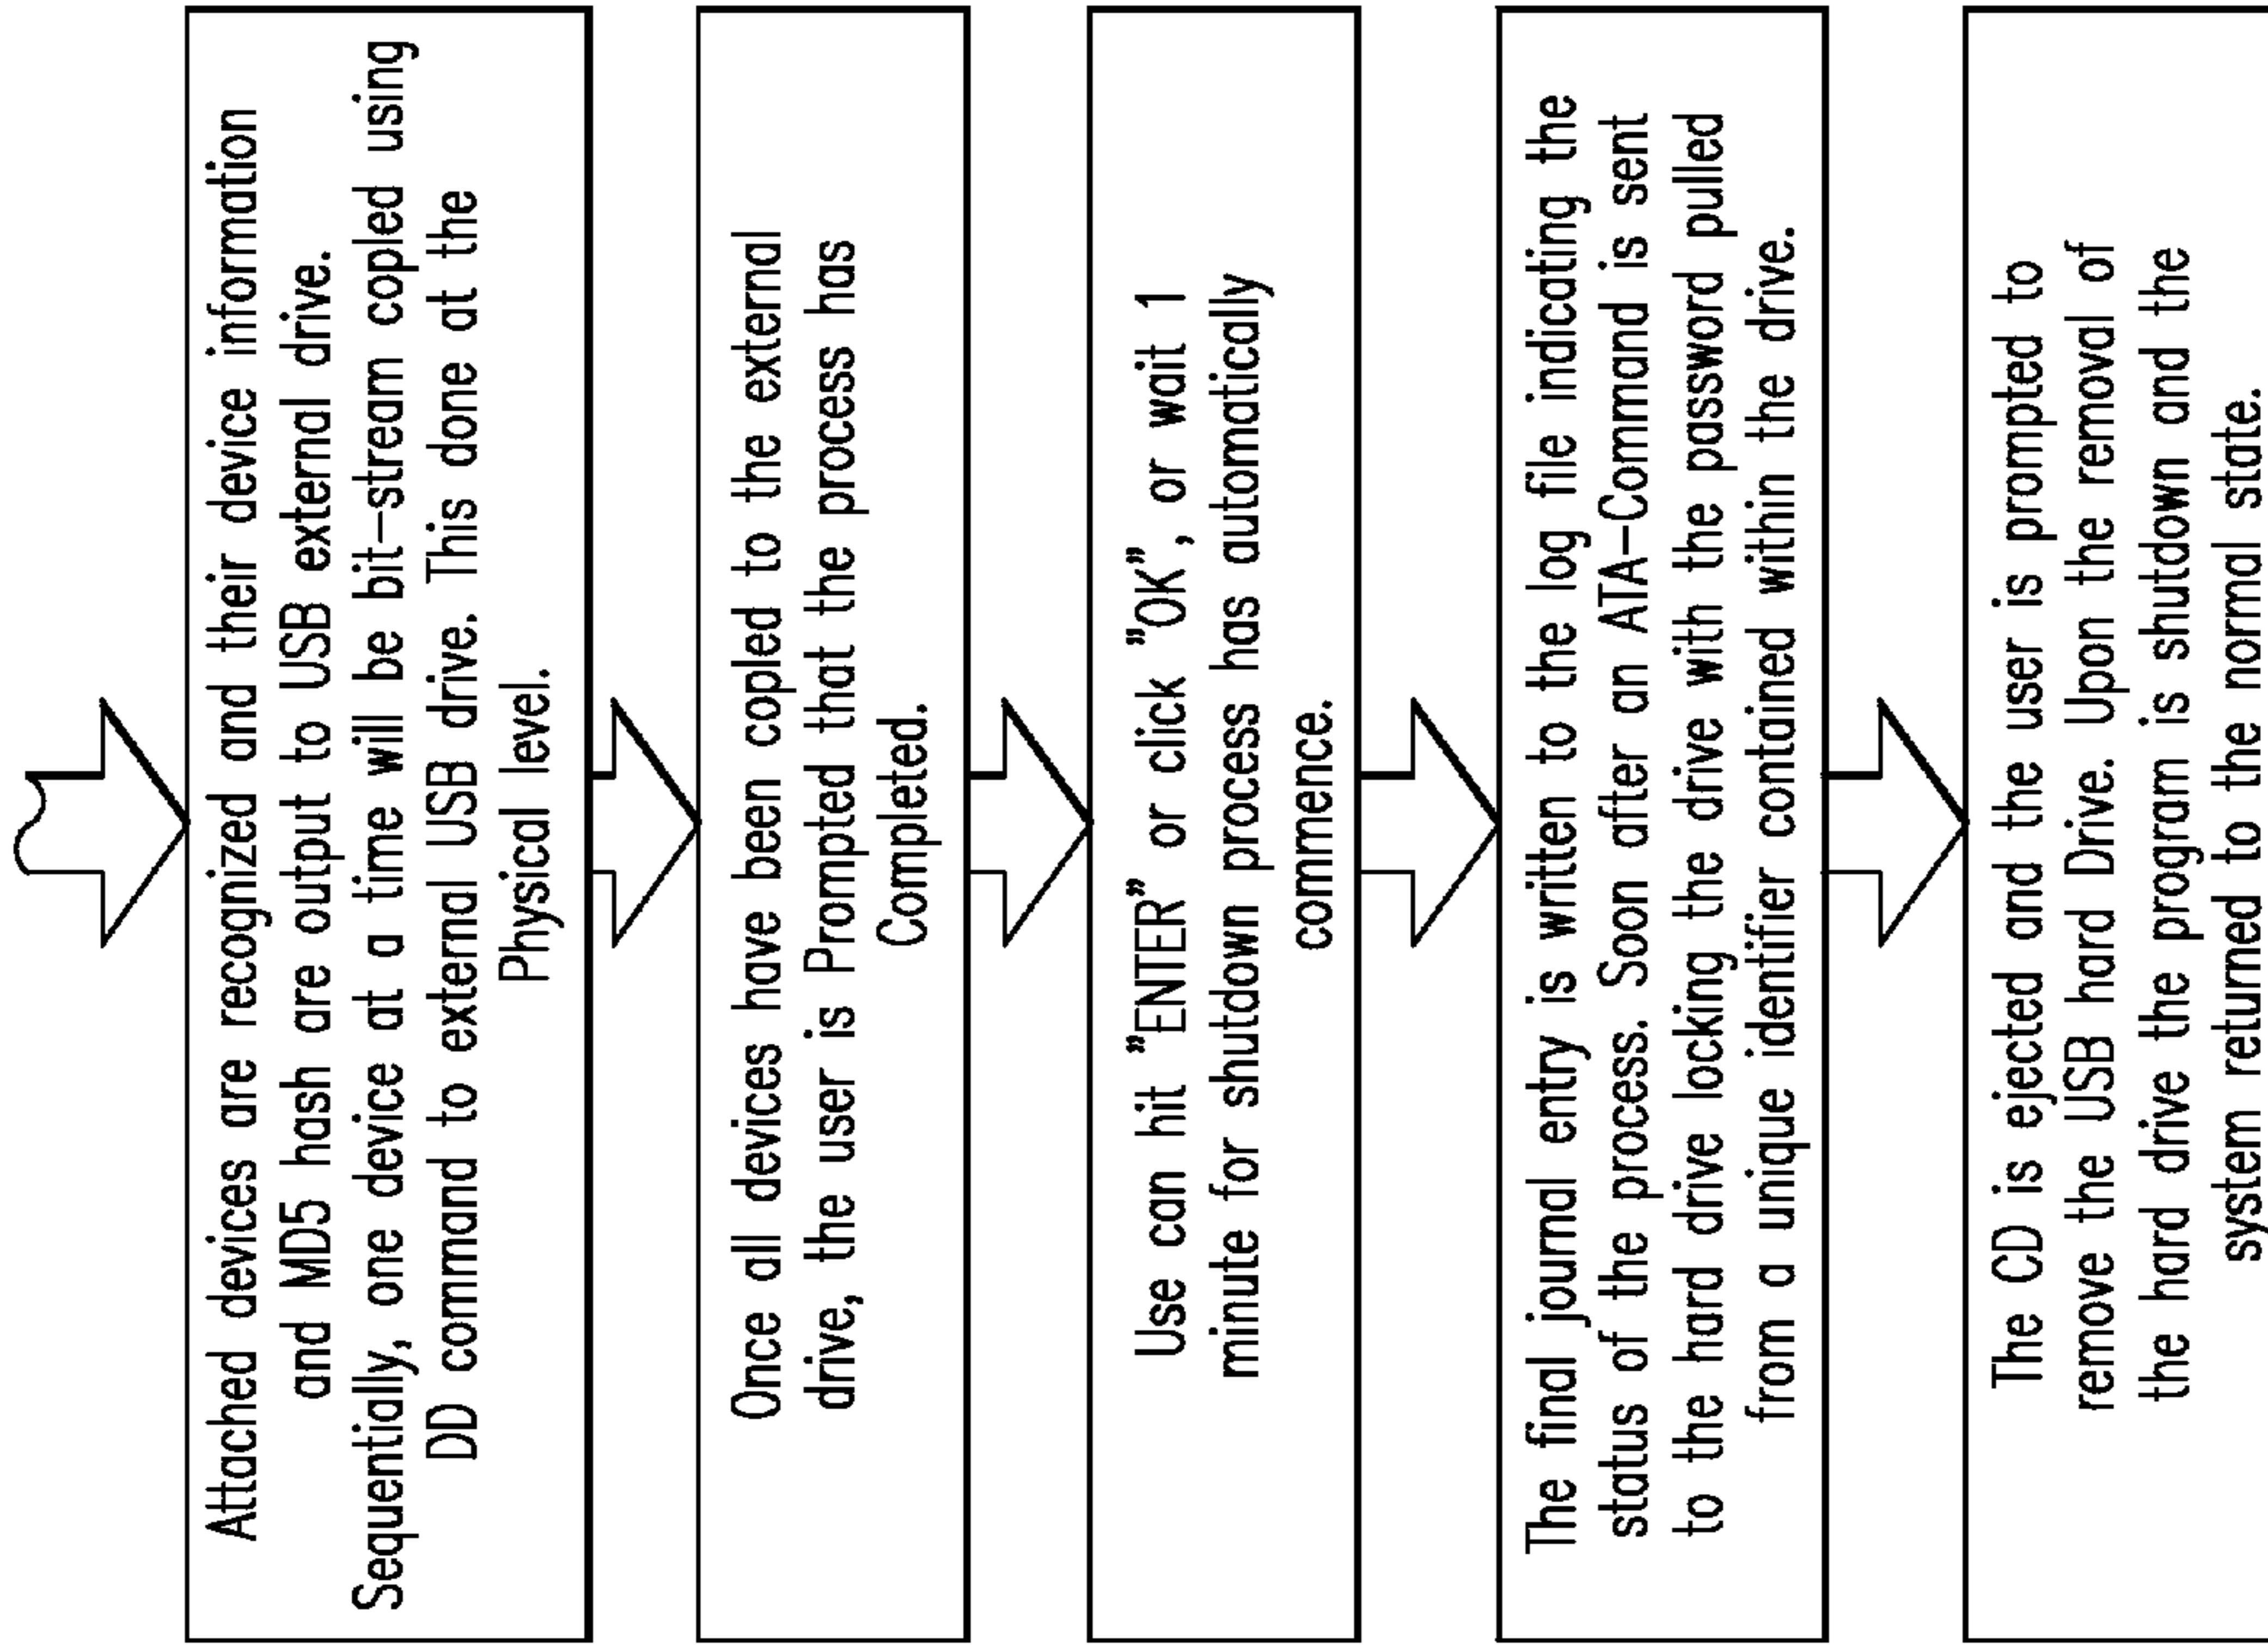 Attached devices are recognized and their device information
and MD5 hash are output to USB external drive.
Sequentially, one device at a time will be bit-stream copled using
DD command to external USB drive. This done at the
Physical level.
Once all devices have been copled to the external
drive, the user is Prompted that the process has
Completed.
Use can hit "ENTER" or click "OK", or wait 1
minute for shutdown process has automatically
commence.
The final journal entry is written to the log file indicating the
status of the process. Soon after an ATA-Command is sent
to the hard drive locking the drive with the password pulled
from a unique identifier contained within the drive.
The CD is ejected and the user is prompted to
remove the USB hard Drive. Upon the removal of
the hard drive the program is shutdown and the
system returned to the normal state.